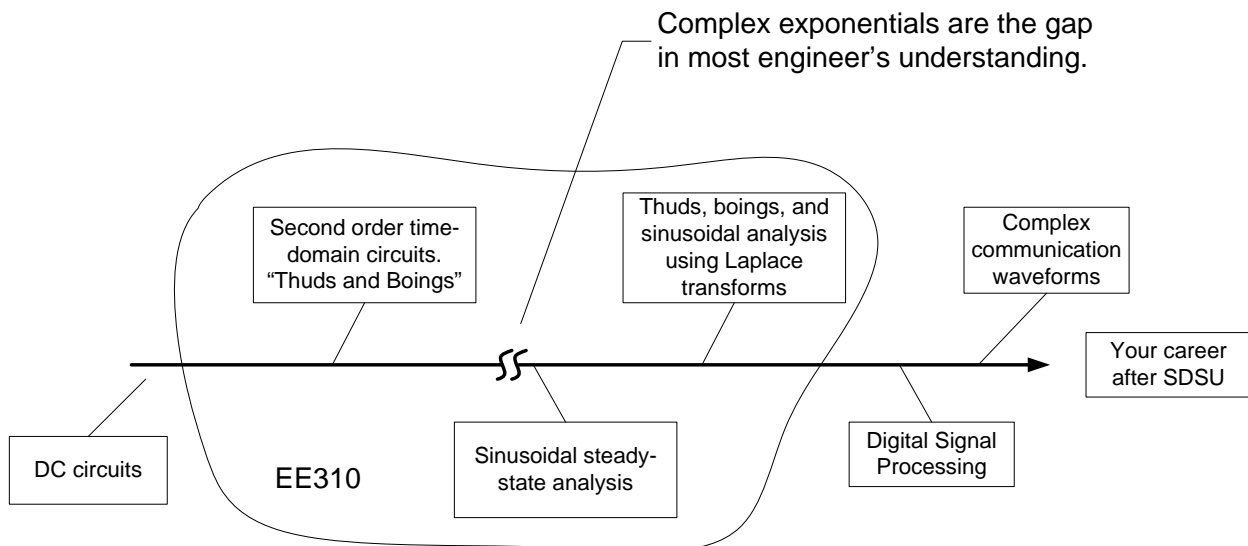 Complex exponentials are the gap
in most engineer's understanding.
Second order time-
domain circuits.
“Thuds and Boings”
Thuds, boings, and
sinusoidal analysis
using Laplace
transforms
Complex
communication
waveforms
Your career
after SDSU
DC circuits
EE310
Sinusoidal steady-
state analysis
Digital Signal
Processing